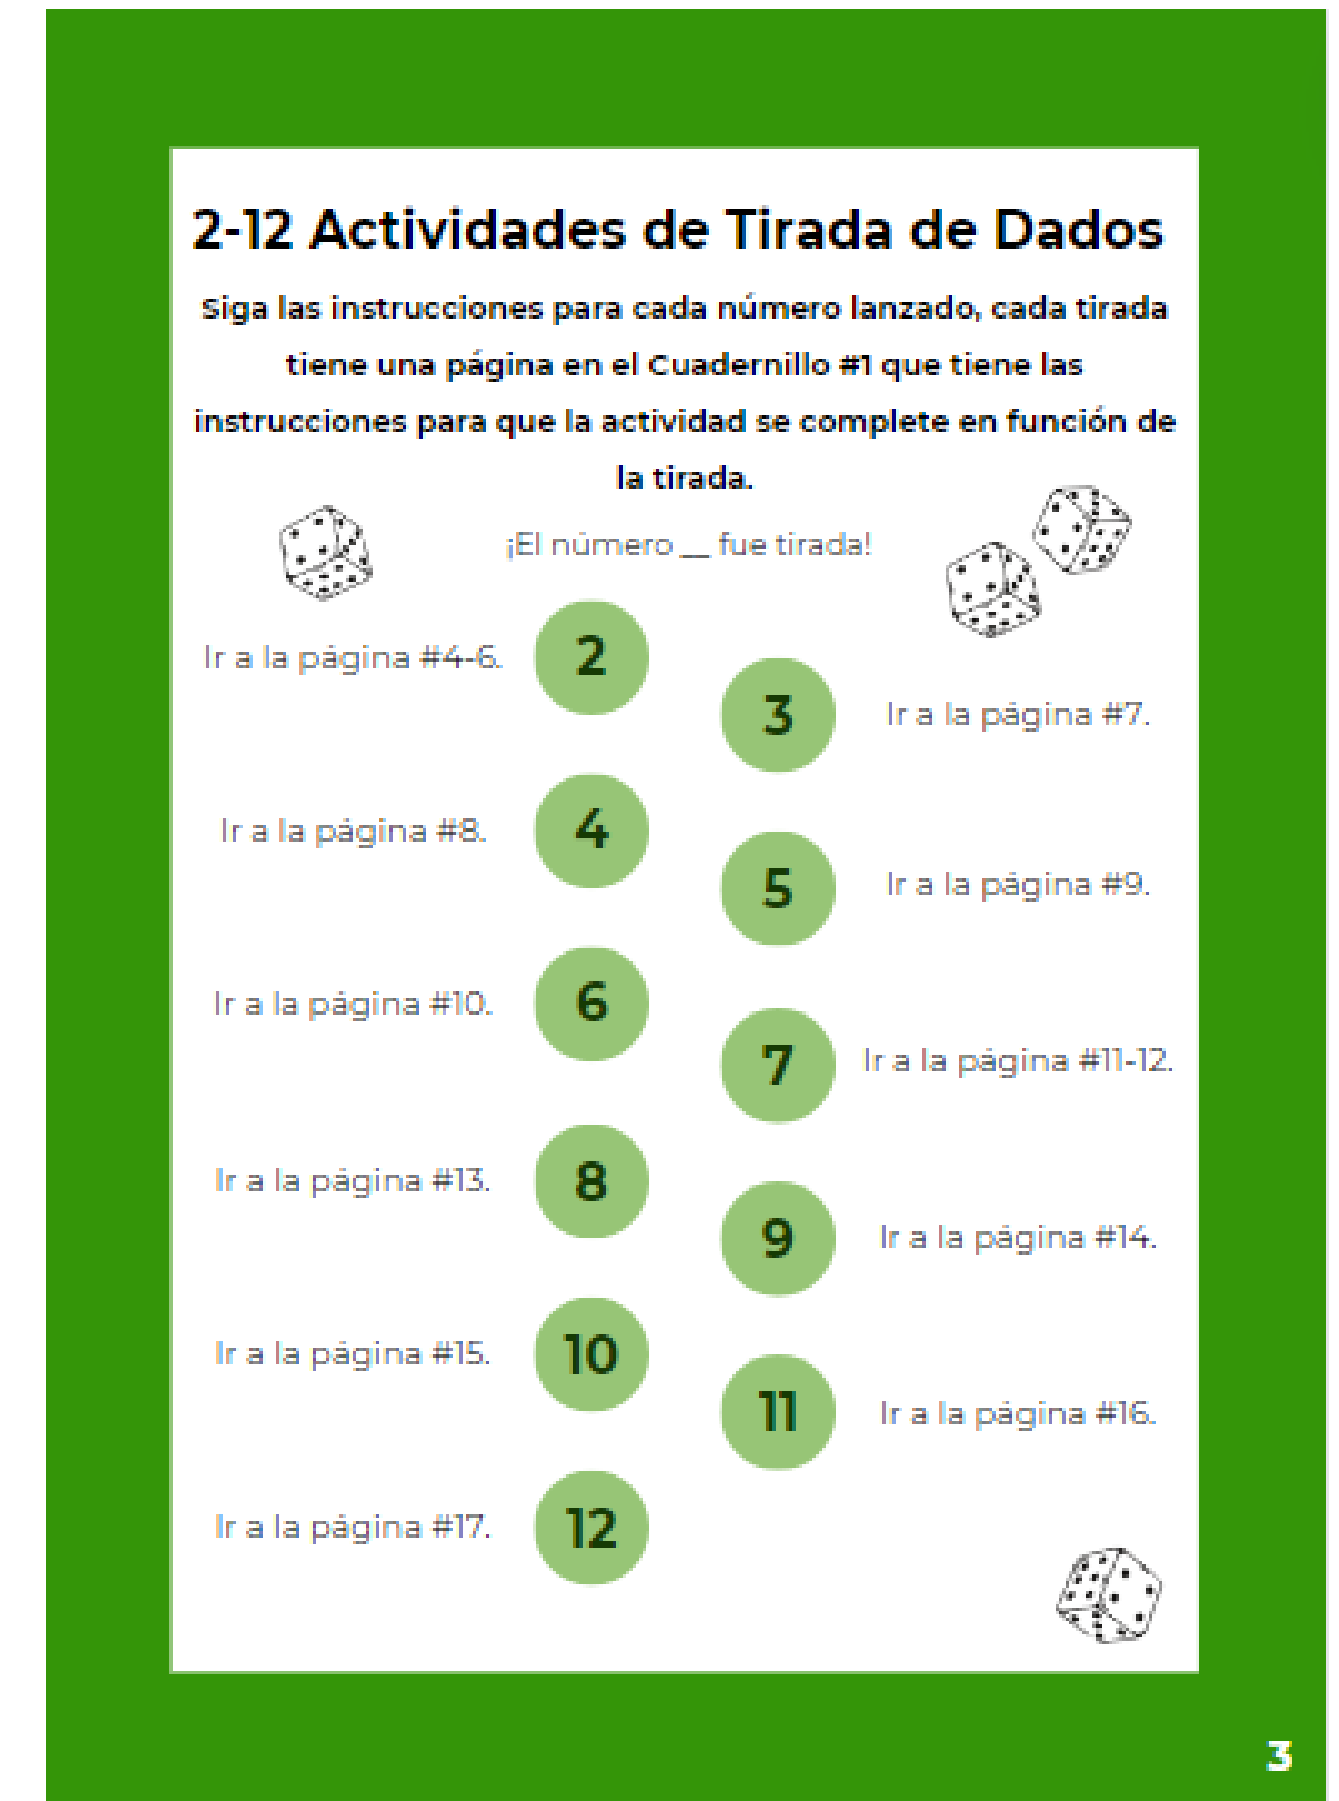 2-12 Actividades de Tirada de Dados
Siga las instrucciones para cada número lanzado, cada tirada
tiene una página en el Cuadernillo #1 que tiene las
instrucciones para que la actividad se complete en función de
la tirada.
¡El número __ fue tirada!
Ir a la página #4-6.
2
3
Ir a la página #7.
Ir a la página #8.
4
5
Ir a la página #9.
Ir a la página #10.
6
7
Ir a la página #11-12.
Ir a la página #13.
8
9
Ir a la página #14.
Ir a la página #15.
10
11
Ir a la página #16.
Ir a la página #17.
12
3